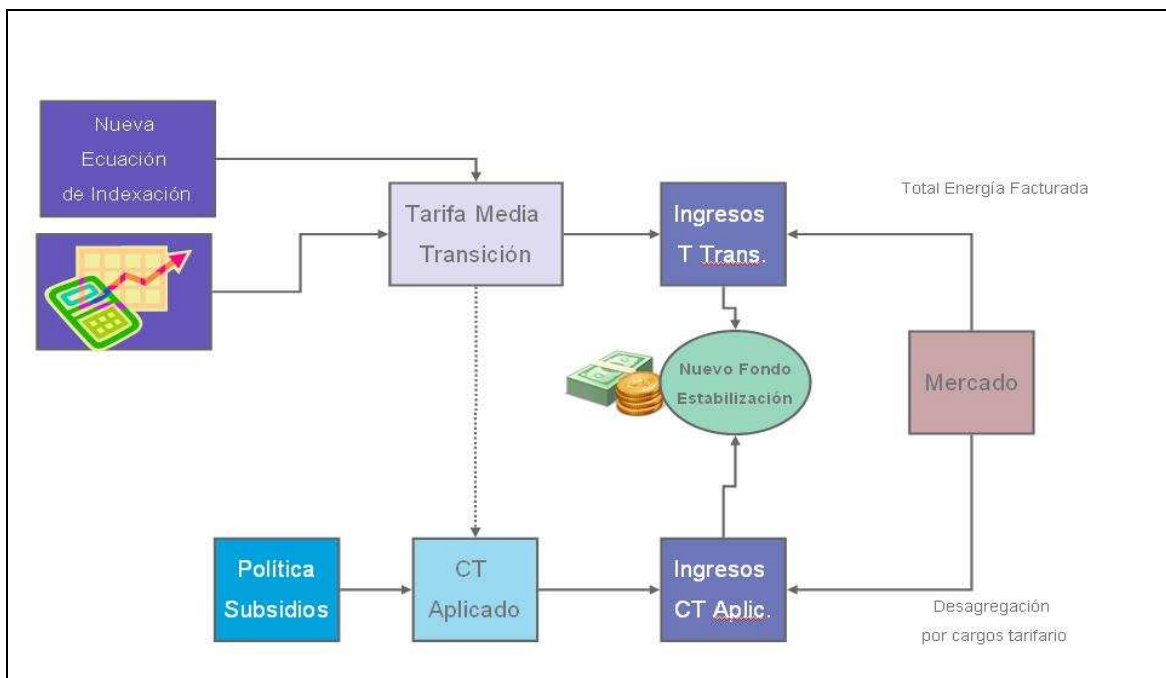 Nueva
Ecuación
de Indexación
Tarifa Media
Transición
Ingresos
T Trans.
Total Energía Facturada
Nuevo Fondo
Estabilización
Mercado
Política
Subsidios
CT
Aplicado
Ingresos
CT Aplic.
Desagregación
por cargos tarifario